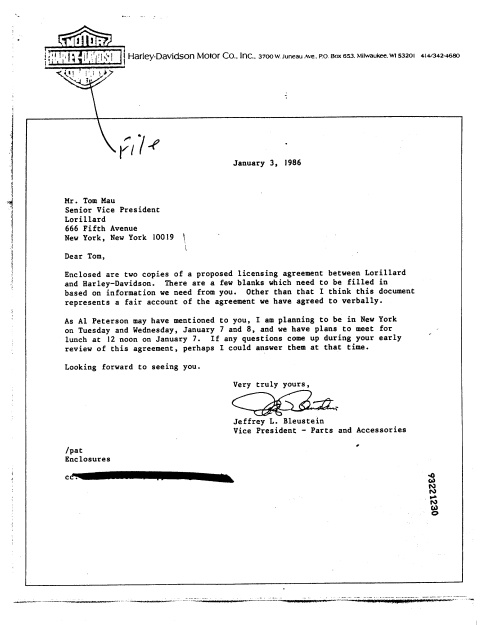 MOTOR
HARLEY-DAVIDSON
Harley-Davidson Motor Co., Inc., 3700 W. Juneau Ave., P.O. Box 653, Milwaukee, WI 53201 414/342-4680
File
January 3, 1986
Mr. Tom Mau
Senior Vice President
Lorillard
666 Fifth Avenue
New York, New York 10019
Dear Tom,
Enclosed are two copies of a proposed licensing agreement between Lorillard
and Harley-Davidson. There are a few blanks which need to be filled in
based on information we need from you. Other than that I think this document
represents a fair account of the agreement we have agreed to verbally.
As Al Peterson may have mentioned to you, I am planning to be in New York
on Tuesday and Wednesday, January 7 and 8, and we have plans to meet for
lunch at 12 noon on January 7. If any questions come up during your early
review of this agreement, perhaps I could answer them at that time.
Looking forward to seeing you.
Very truly yours,
Jeffrey L. Bleustein
Vice President - Parts and Accessories
/pat
Enclosures
cc:
93221230